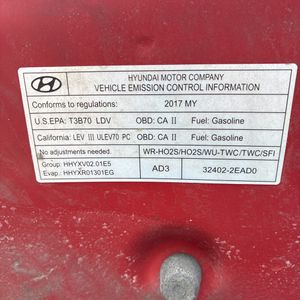 HYUNDAI MOTOR COMPANY
VEHICLE EMISSION CONTROL INFORMATION
Conforms to regulations: 2017 MY
U.S.EPA: T3B70 LDV OBD: CA II Fuel: Gasoline
California: LEV III ULEV70 PC OBD: CA II Fuel: Gasoline
No adjustments needed. WR-HO2S/HO2S/WU-TWC/TWC/SFI
Group: HHYXV02.01E5
Evap.: HHYXR01301EG
AD3 32402-2EAD0